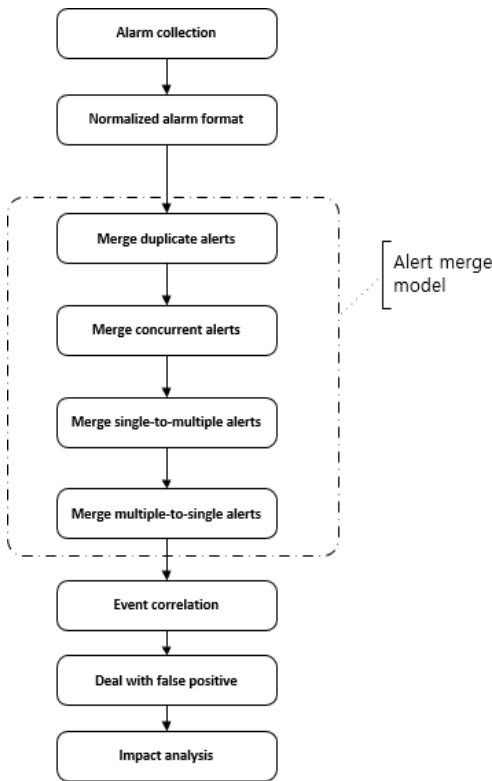 Alarm collection
Normalized alarm format
Merge duplicate alerts
Alert merge
model
Merge concurrent alerts
Merge single-to-multiple alerts
Merge multiple-to-single alerts
Event correlation
Deal with false positive
Impact analysis